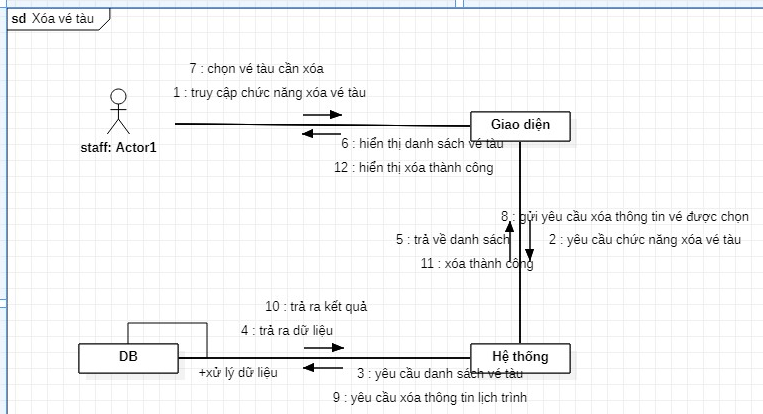 sd Xóa vé tàu
7 : chọn vé tàu cần xóa
1 : truy cập chức năng xóa vé tàu
Giao diện
staff: Actor1
6 : hiển thị danh sách vé tàu
12 : hiển thị xóa thành công
8 : gửi yêu cầu xóa thông tin vé được chọn
5 : trả về danh sách
2 : yêu cầu chức năng xóa vé tàu
11 : xóa thành công
10 : trả ra kết quả
4 : trả ra dữ liệu
DB
Hệ thống
+xử lý dữ liệu
3 : yêu cầu danh sách vé tàu
9 : yêu cầu xóa thông tin lịch trình